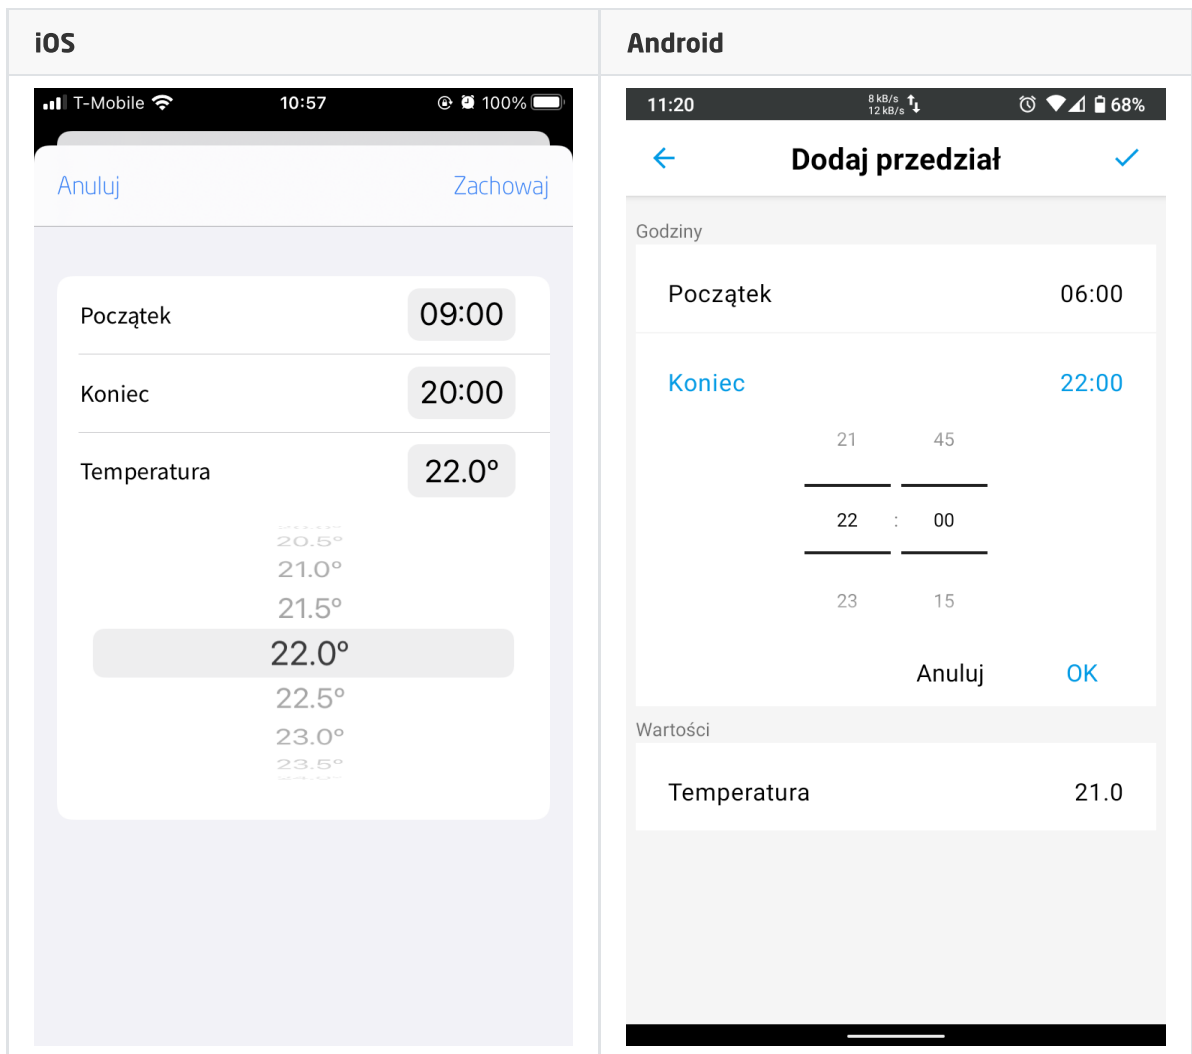 iOS
Android
T-Mobile 10:57 100%
Anuluj Zachowaj
Początek 09:00
Koniec 20:00
Temperatura 22.0°
20.5°
21.0°
21.5°
22.0°
22.5°
23.0°
23.5°
11:20 8 kB/s 12 kB/s 68%
Dodaj przedział
Godziny
Początek 06:00
Koniec 22:00
21 45
22 : 00
23 15
Anuluj OK
Wartości
Temperatura 21.0